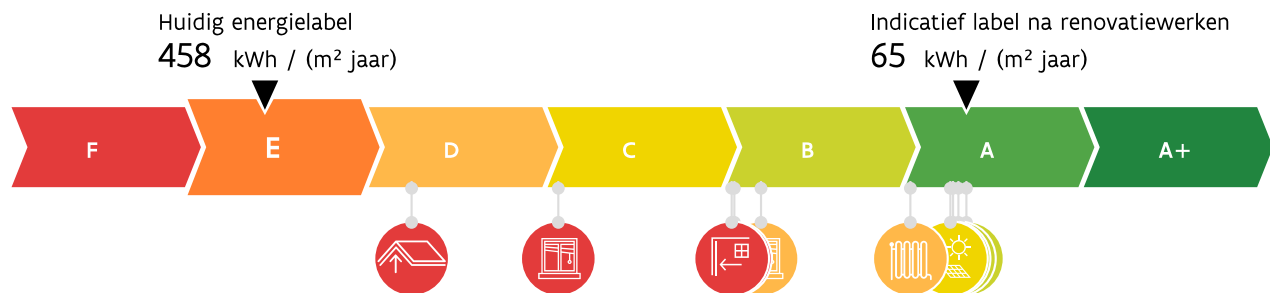 Huidig energielabel
458 kWh / (m² jaar)
Indicatief label na renovatiewerken
65 kWh / (m² jaar)
F E D C B A A+